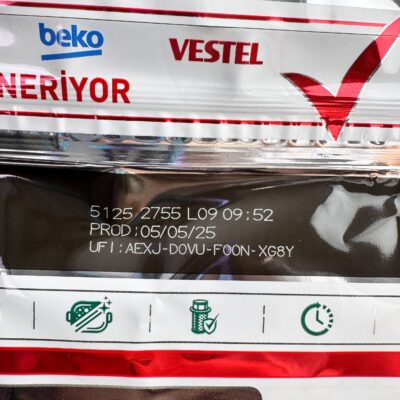 beko
VESTEL
NERİYOR
5125 2755 L09 09:52
PROD:05/05/25
UFI:AEXJ-D0VU-F00N-XG8Y